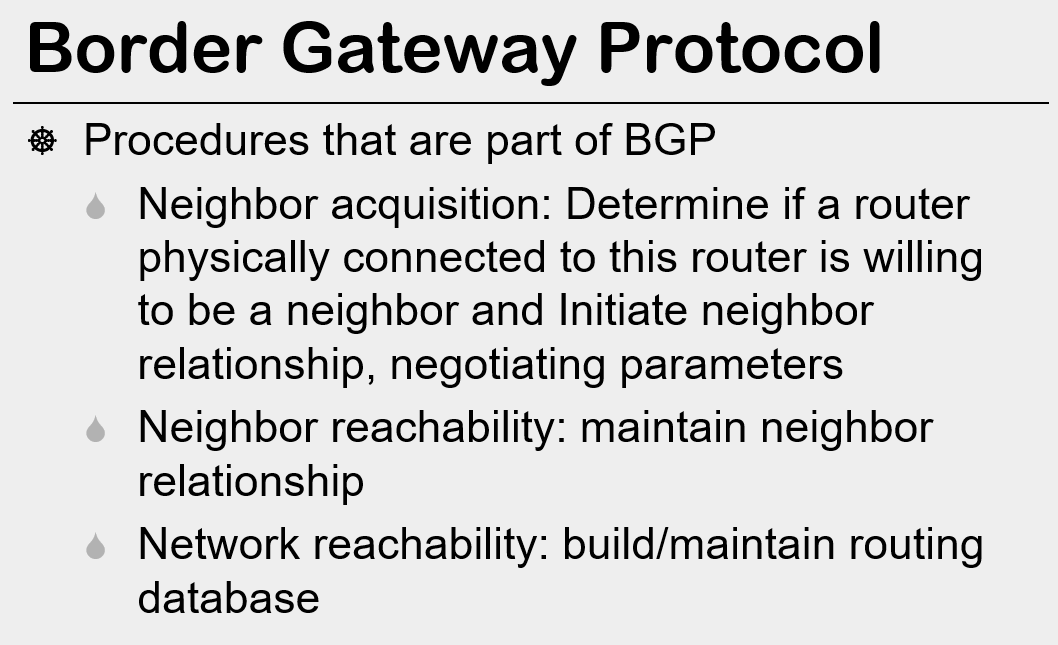 Border Gateway Protocol
Procedures that are part of BGP
Neighbor acquisition: Determine if a router
physically connected to this router is willing
to be a neighbor and Initiate neighbor
relationship, negotiating parameters
Neighbor reachability: maintain neighbor
relationship
Network reachability: build/maintain routing
database